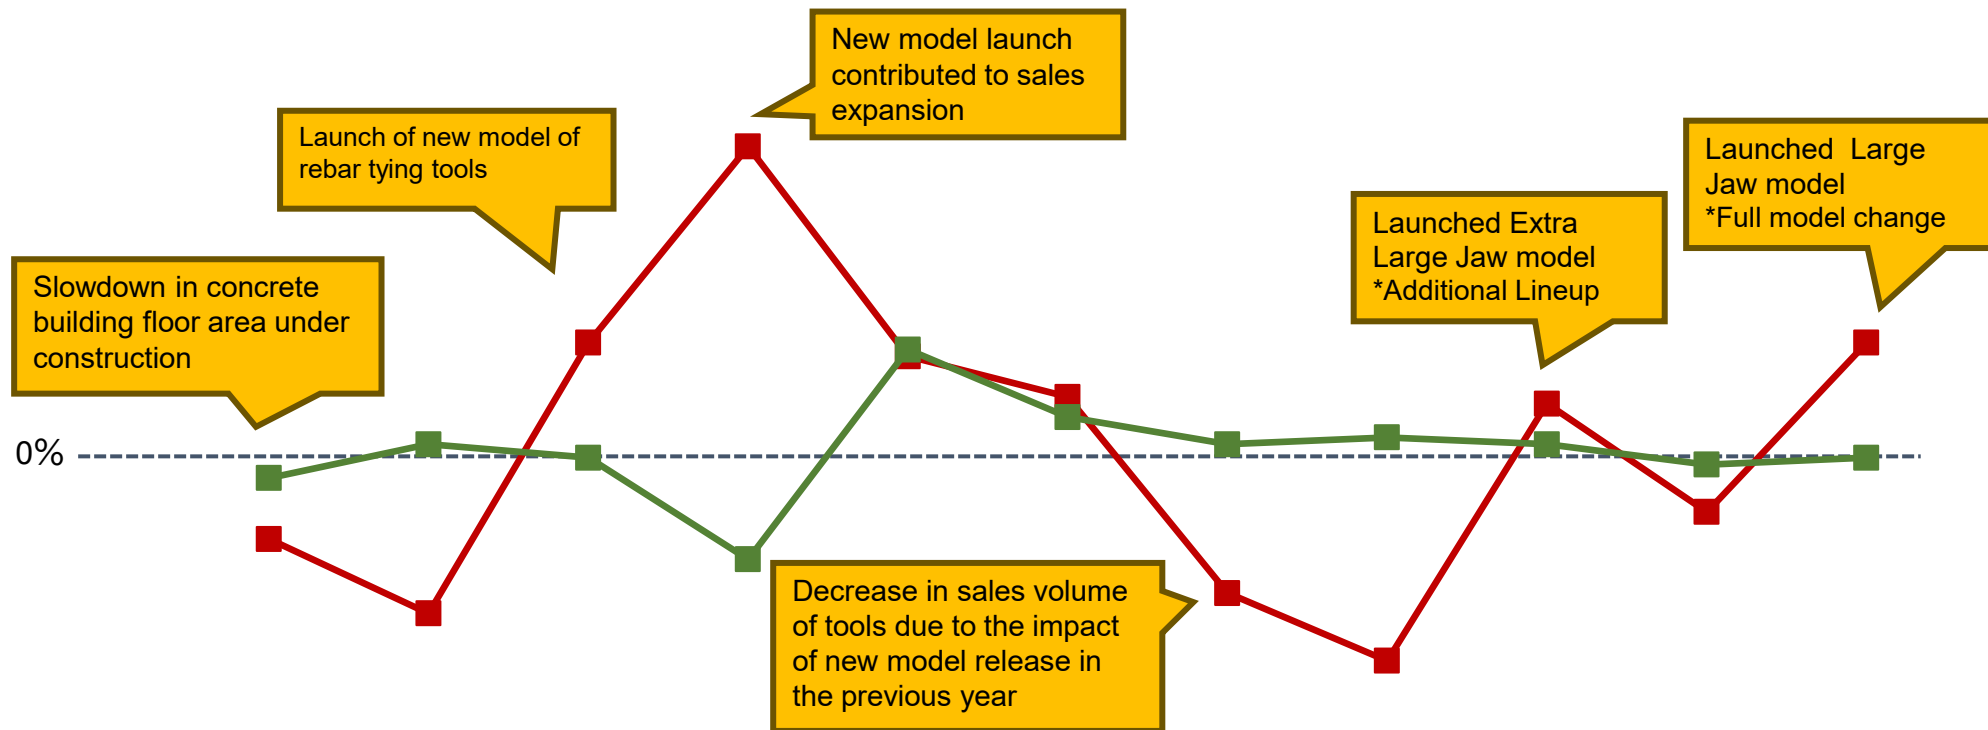 New model launch
contributed to sales
expansion
Launch of new model of
rebar tying tools
Launched  Large
Jaw model
*Full model change
Launched Extra
Large Jaw model
*Additional Lineup
Slowdown in concrete
building floor area under
construction
0%
Decrease in sales volume
of tools due to the impact
of new model release in
the previous year